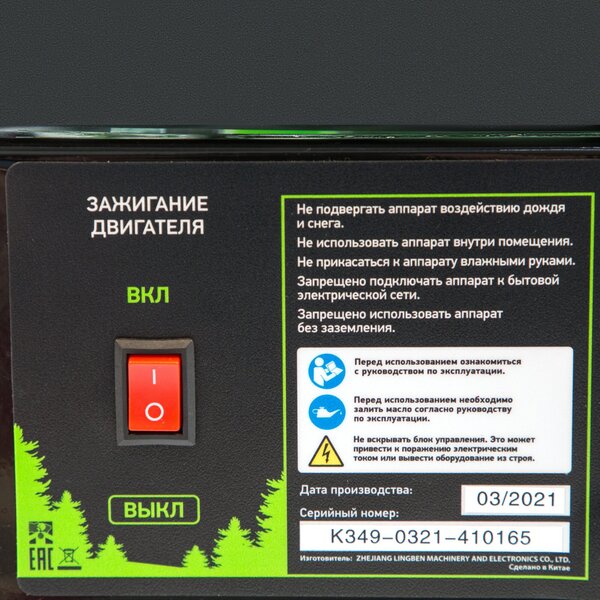 ЗАЖИГАНИЕ
ДВИГАТЕЛЯ
ВКЛ
ВЫКЛ
EAC
Не подвергать аппарат воздействию дождя
и снега.
Не использовать аппарат внутри помещения.
Не прикасаться к аппарату влажными руками.
Запрещено подключать аппарат к бытовой
электрической сети.
Запрещено использовать аппарат
без заземления.
Перед использованием ознакомиться
с руководством по эксплуатации.
Перед использованием необходимо
залить масло согласно руководству
по эксплуатации.
Не вскрывать блок управления. Это может
привести к поражению электрическим
током или вывести оборудование из строя.
Дата производства: 03/2021
Серийный номер:
K349-0321-410165
Изготовитель: ZHEJIANG LINGBEN MACHINERY AND ELECTRONICS CO., LTD.
Сделано в Китае